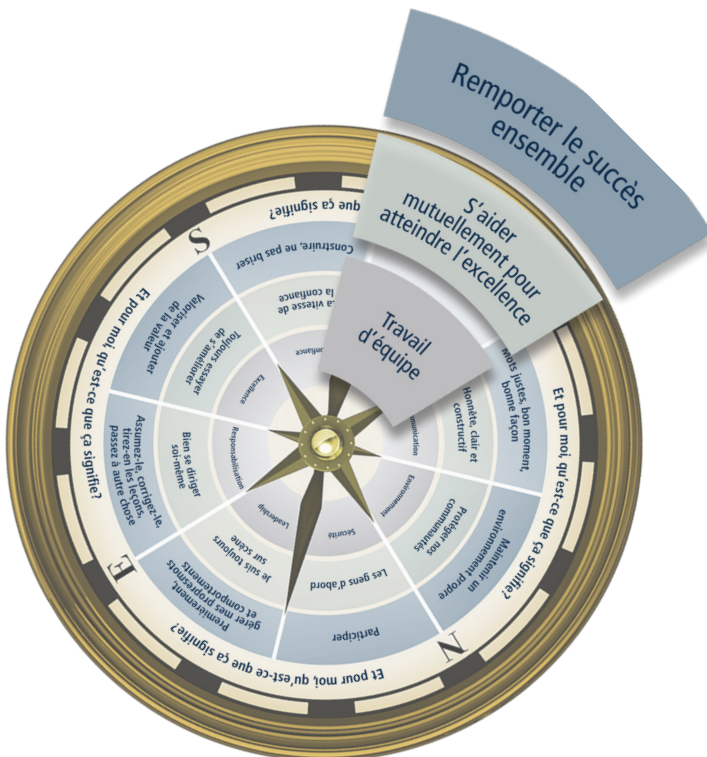 Remporter le succès
ensemble
S'aider
mutuellement pour
atteindre l'excellence
Travail
d'équipe
Et pour moi, qu'est-ce que ça signifie?
Mots justes, bon moment,
bonne façon
Honnête, clair et
constructif
Maintenir un
environnement propre
Protéger nos
communautés
Environnement
N
Participer
Les gens d'abord
Sécurité
Et pour moi, qu'est-ce que ça signifie?
Premièrement,
gérer mes propresmots
et comportements
Je suis toujours
sur scène
Leadership
E
Assumez-le, corrigez-le,
tirez-en les leçons,
passez à autre chose
Bien se diriger
soi-même
Responsabilisation
Et pour moi, qu'est-ce que ça signifie?
Valoriser et ajouter
de la valeur
Toujours essayer
de s'améliorer
Excellence
S
que ça signifie?
Construire, ne pas briser
La vitesse de
la confiance